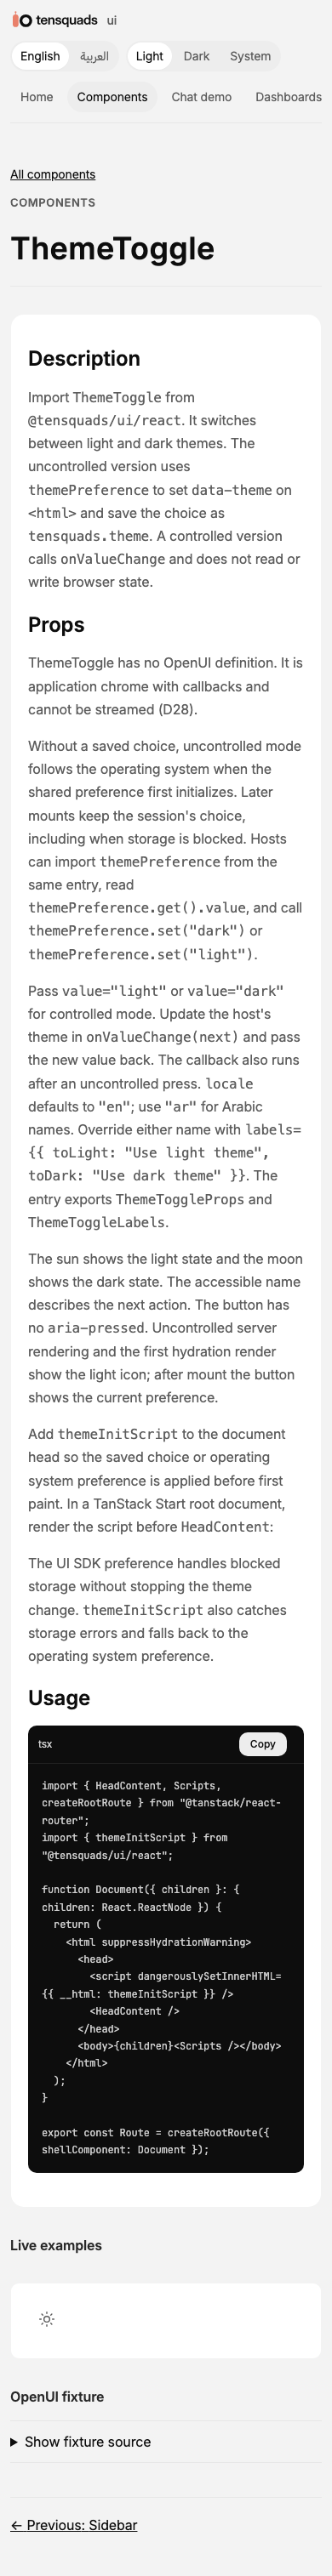 tensquads ui
English العربية Light Dark System
Home Components Chat demo Dashboards
All components
COMPONENTS
ThemeToggle
Description
Import ThemeToggle from
@tensquads/ui/react. It switches
between light and dark themes. The
uncontrolled version uses
themePreference to set data-theme on
<html> and save the choice as
tensquads.theme. A controlled version
calls onValueChange and does not read or
write browser state.
Props
ThemeToggle has no OpenUI definition. It is
application chrome with callbacks and
cannot be streamed (D28).
Without a saved choice, uncontrolled mode
follows the operating system when the
shared preference first initializes. Later
mounts keep the session's choice,
including when storage is blocked. Hosts
can import themePreference from the
same entry, read
themePreference.get().value, and call
themePreference.set("dark") or
themePreference.set("light").
Pass value="light" or value="dark"
for controlled mode. Update the host's
theme in onValueChange(next) and pass
the new value back. The callback also runs
after an uncontrolled press. locale
defaults to "en"; use "ar" for Arabic
names. Override either name with labels=
{{ toLight: "Use light theme",
toDark: "Use dark theme" }}. The
entry exports ThemeToggleProps and
ThemeToggleLabels.
The sun shows the light state and the moon
shows the dark state. The accessible name
describes the next action. The button has
no aria-pressed. Uncontrolled server
rendering and the first hydration render
show the light icon; after mount the button
shows the current preference.
Add themeInitScript to the document
head so the saved choice or operating
system preference is applied before first
paint. In a TanStack Start root document,
render the script before HeadContent:
The UI SDK preference handles blocked
storage without stopping the theme
change. themeInitScript also catches
storage errors and falls back to the
operating system preference.
Usage
tsx Copy
import { HeadContent, Scripts,
createRootRoute } from "@tanstack/react-
router";
import { themeInitScript } from
"@tensquads/ui/react";
function Document({ children }: {
children: React.ReactNode }) {
return (
<html suppressHydrationWarning>
<head>
<script dangerouslySetInnerHTML=
{{ __html: themeInitScript }} />
<HeadContent />
</head>
<body>{children}<Scripts /></body>
</html>
);
}
export const Route = createRootRoute({
shellComponent: Document });
Live examples
OpenUI fixture
Show fixture source
← Previous: Sidebar